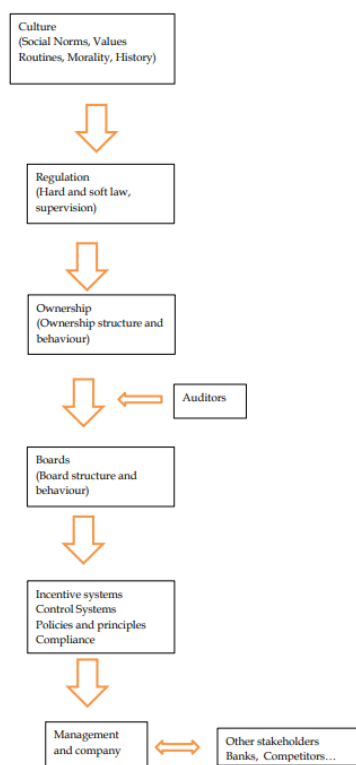 Culture
(Social Norms, Values
Routines, Morality, History)
Regulation
(Hard and soft law,
supervision)
Ownership
(Ownership structure and
behaviour)
Auditors
Boards
(Board structure and
behaviour)
Incentive systems
Control Systems
Policies and principles
Compliance
Management
and company
Other stakeholders
Banks, Competitors…